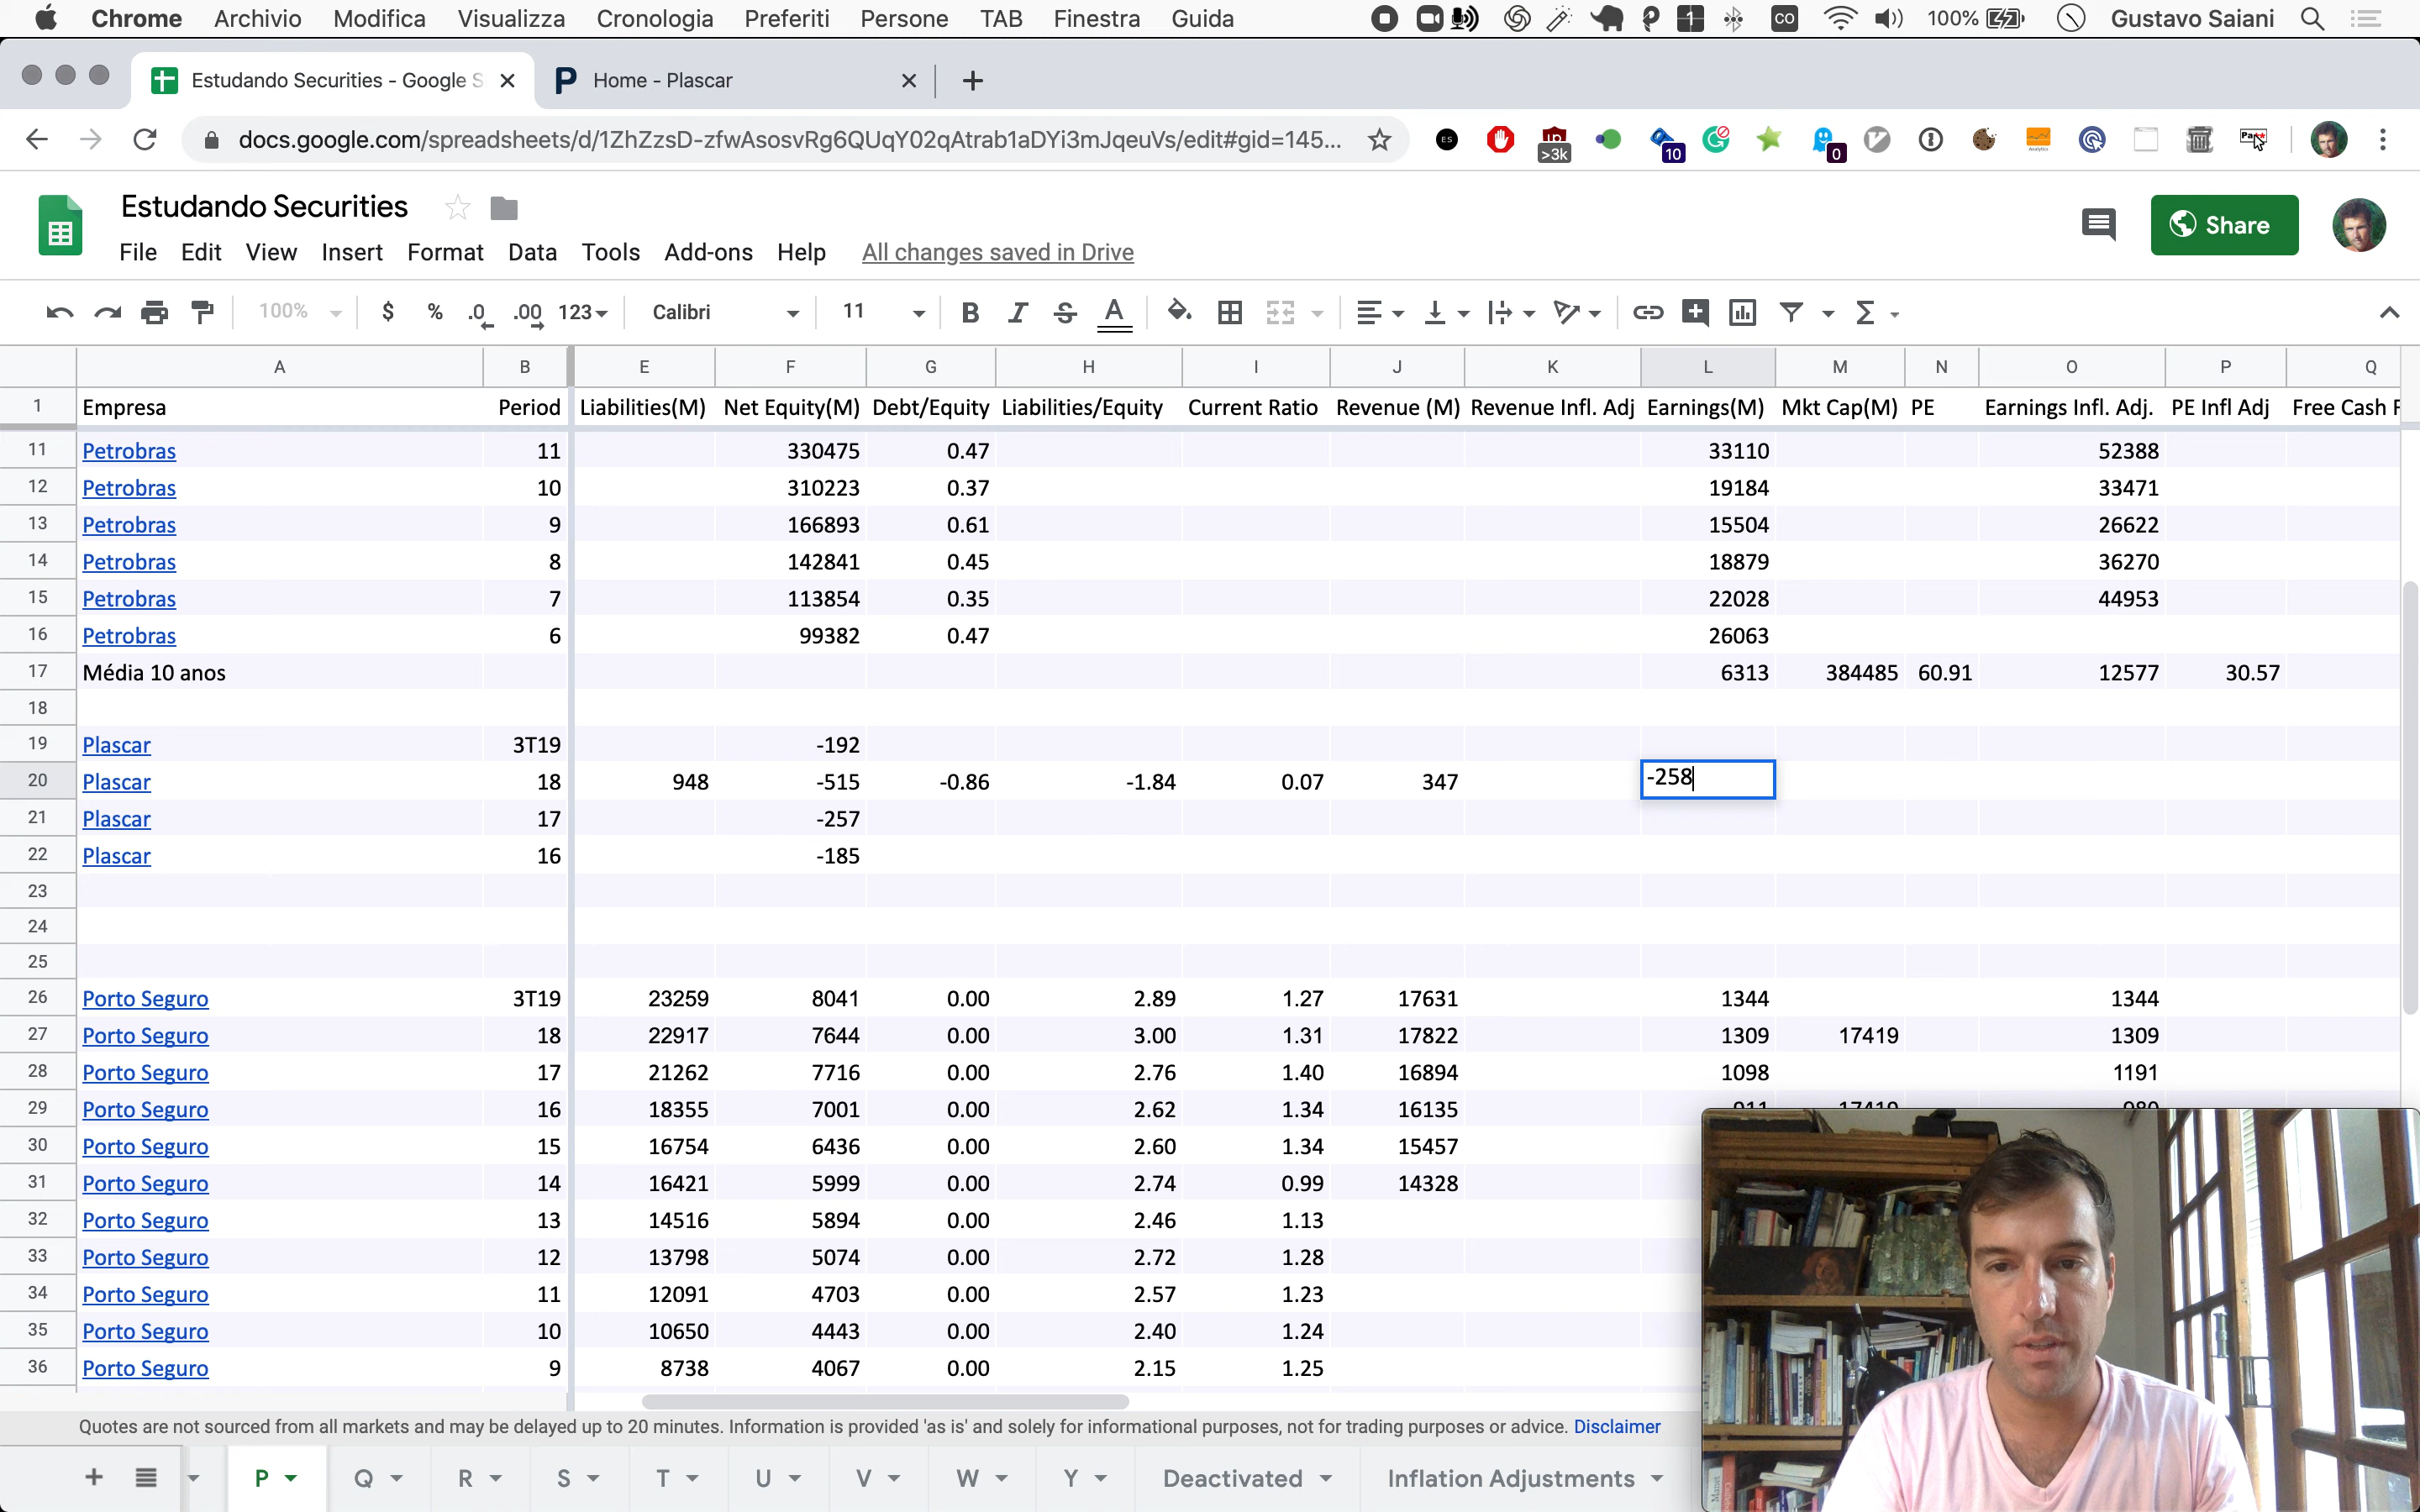 Chrome Archivio Modifica Visualizza Cronologia Preferiti Persone TAB Finestra Guida 1 CO 100% Gustavo Saiani
Estudando Securities - Google S Home - Plascar
docs.google.com/spreadsheets/d/1ZhZzsD-zfwAsosvRg6QUqY02qAtrab1aDYi3mJqeuVs/edit#gid=145... ES >3k 10 0
Estudando Securities
Share
File Edit View Insert Format Data Tools Add-ons Help All changes saved in Drive
100% $ % .0 .00 123 Calibri 11 B I S A
A B E F G H I J K L M N O P Q
1 Empresa Period Liabilities(M) Net Equity(M) Debt/Equity Liabilities/Equity Current Ratio Revenue (M) Revenue Infl. Adj Earnings(M) Mkt Cap(M) PE Earnings Infl. Adj. PE Infl Adj Free Cash F
11 Petrobras 11 330475 0.47 33110 52388
12 Petrobras 10 310223 0.37 19184 33471
13 Petrobras 9 166893 0.61 15504 26622
14 Petrobras 8 142841 0.45 18879 36270
15 Petrobras 7 113854 0.35 22028 44953
16 Petrobras 6 99382 0.47 26063
17 Média 10 anos 6313 384485 60.91 12577 30.57
18
19 Plascar 3T19 -192
20 Plascar 18 948 -515 -0.86 -1.84 0.07 347 -258
21 Plascar 17 -257
22 Plascar 16 -185
23
24
25
26 Porto Seguro 3T19 23259 8041 0.00 2.89 1.27 17631 1344 1344
27 Porto Seguro 18 22917 7644 0.00 3.00 1.31 17822 1309 17419 1309
28 Porto Seguro 17 21262 7716 0.00 2.76 1.40 16894 1098 1191
29 Porto Seguro 16 18355 7001 0.00 2.62 1.34 16135
30 Porto Seguro 15 16754 6436 0.00 2.60 1.34 15457
31 Porto Seguro 14 16421 5999 0.00 2.74 0.99 14328
32 Porto Seguro 13 14516 5894 0.00 2.46 1.13
33 Porto Seguro 12 13798 5074 0.00 2.72 1.28
34 Porto Seguro 11 12091 4703 0.00 2.57 1.23
35 Porto Seguro 10 10650 4443 0.00 2.40 1.24
36 Porto Seguro 9 8738 4067 0.00 2.15 1.25
Quotes are not sourced from all markets and may be delayed up to 20 minutes. Information is provided 'as is' and solely for informational purposes, not for trading purposes or advice. Disclaimer
P Q R S T U V W Y Deactivated Inflation Adjustments